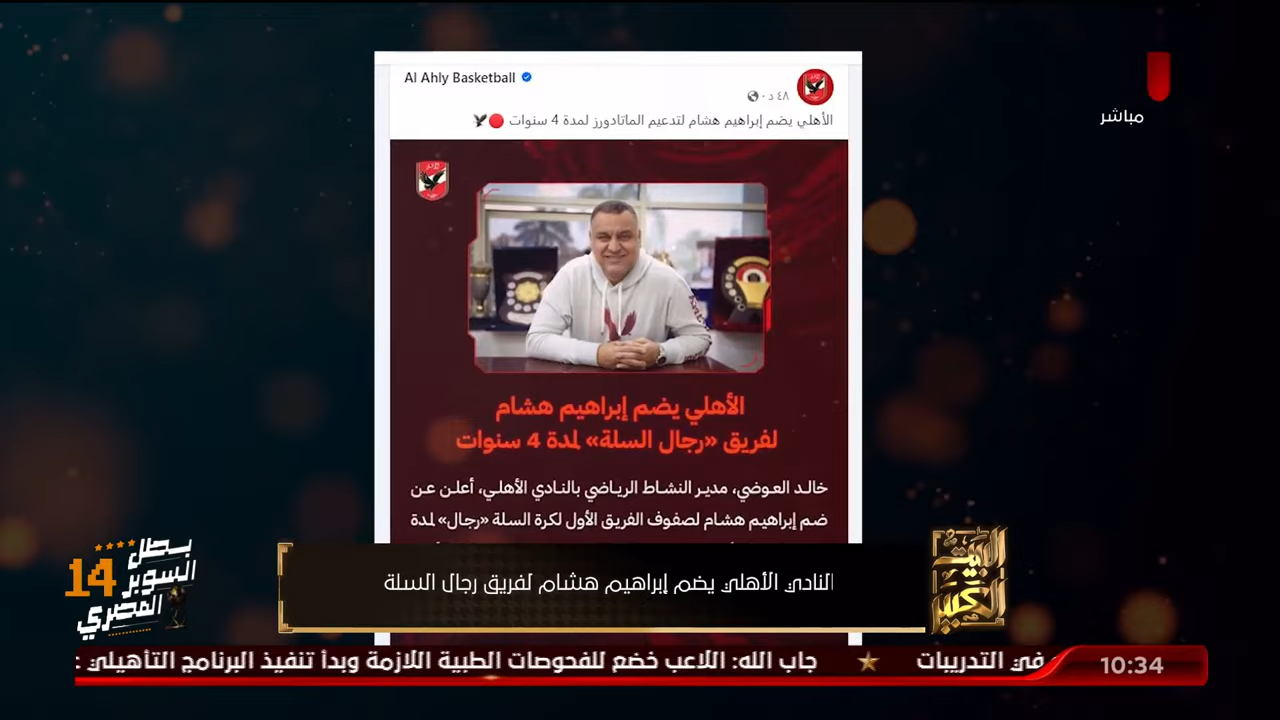 Al Ahly Basketball
٤٨ د
الأهلي يضم إبراهيم هشام لتدعيم الماتادورز لمدة 4 سنوات
مباشر
الأهلي يضم إبراهيم هشام
لفريق «رجال السلة» لمدة 4 سنوات
خالد العوضي، مدير النشاط الرياضي بالنادي الأهلي، أعلن عن
ضم إبراهيم هشام لصفوف الفريق الأول لكرة السلة «رجال» لمدة
البيت الكبير
النادي الأهلي يضم إبراهيم هشام لفريق رجال السلة
بطل
السوبر 14
المصري
في التدريبات ★ جاب الله: اللاعب خضع للفحوصات الطبية اللازمة وبدأ تنفيذ البرنامج التأهيلي
10:34